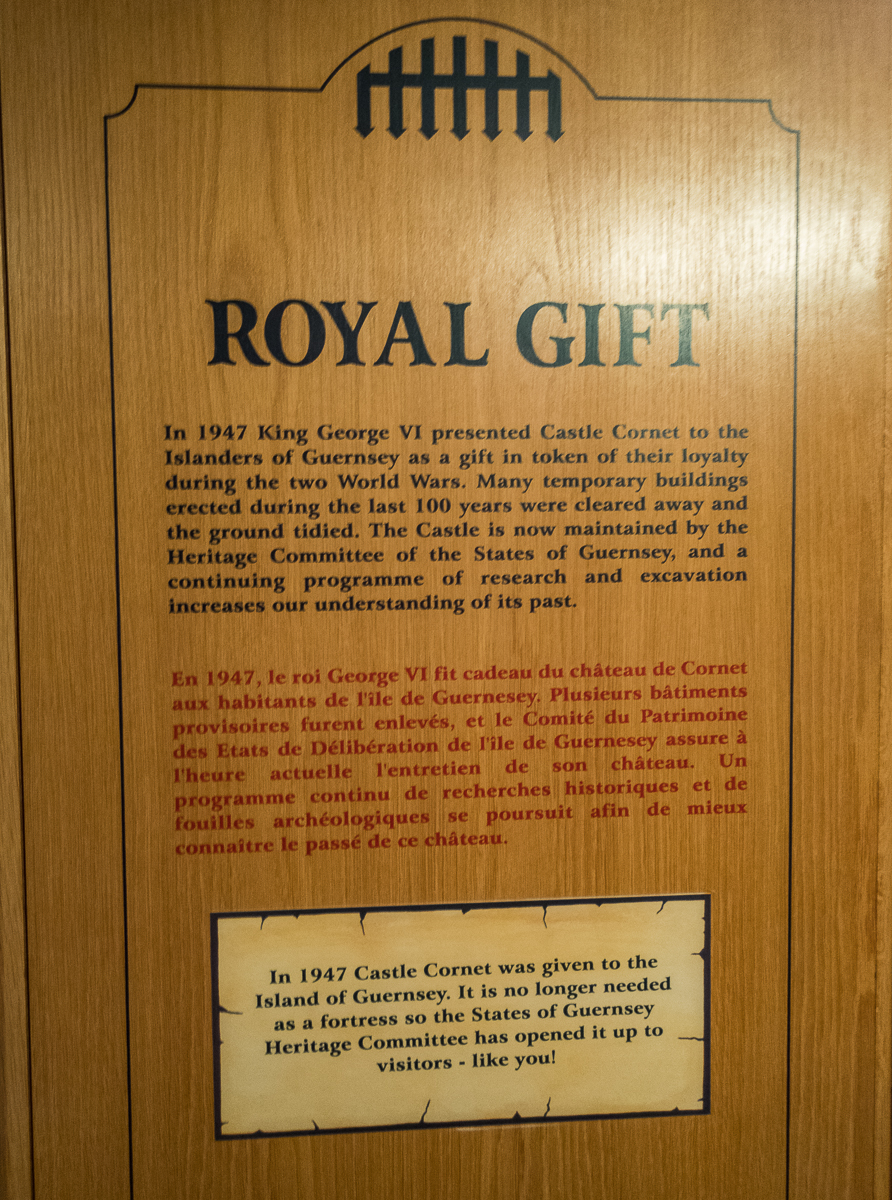 ROYAL GIFT
In 1947 King George VI presented Castle Cornet to the
Islanders of Guernsey as a gift in token of their loyalty
during the two World Wars. Many temporary buildings
erected during the last 100 years were cleared away and
the ground tidied. The Castle is now maintained by the
Heritage Committee of the States of Guernsey, and a
continuing programme of research and excavation
increases our understanding of its past.
En 1947, le roi George VI fit cadeau du château de Cornet
aux habitants de l'île de Guernesey. Plusieurs bâtiments
provisoires furent enlevés, et le Comité du Patrimoine
des Etats de Délibération de l'île de Guernesey assure à
l'heure actuelle l'entretien de son château. Un
programme continu de recherches historiques et de
fouilles archéologiques se poursuit afin de mieux
connaître le passé de ce château.
In 1947 Castle Cornet was given to the
Island of Guernsey. It is no longer needed
as a fortress so the States of Guernsey
Heritage Committee has opened it up to
visitors - like you!